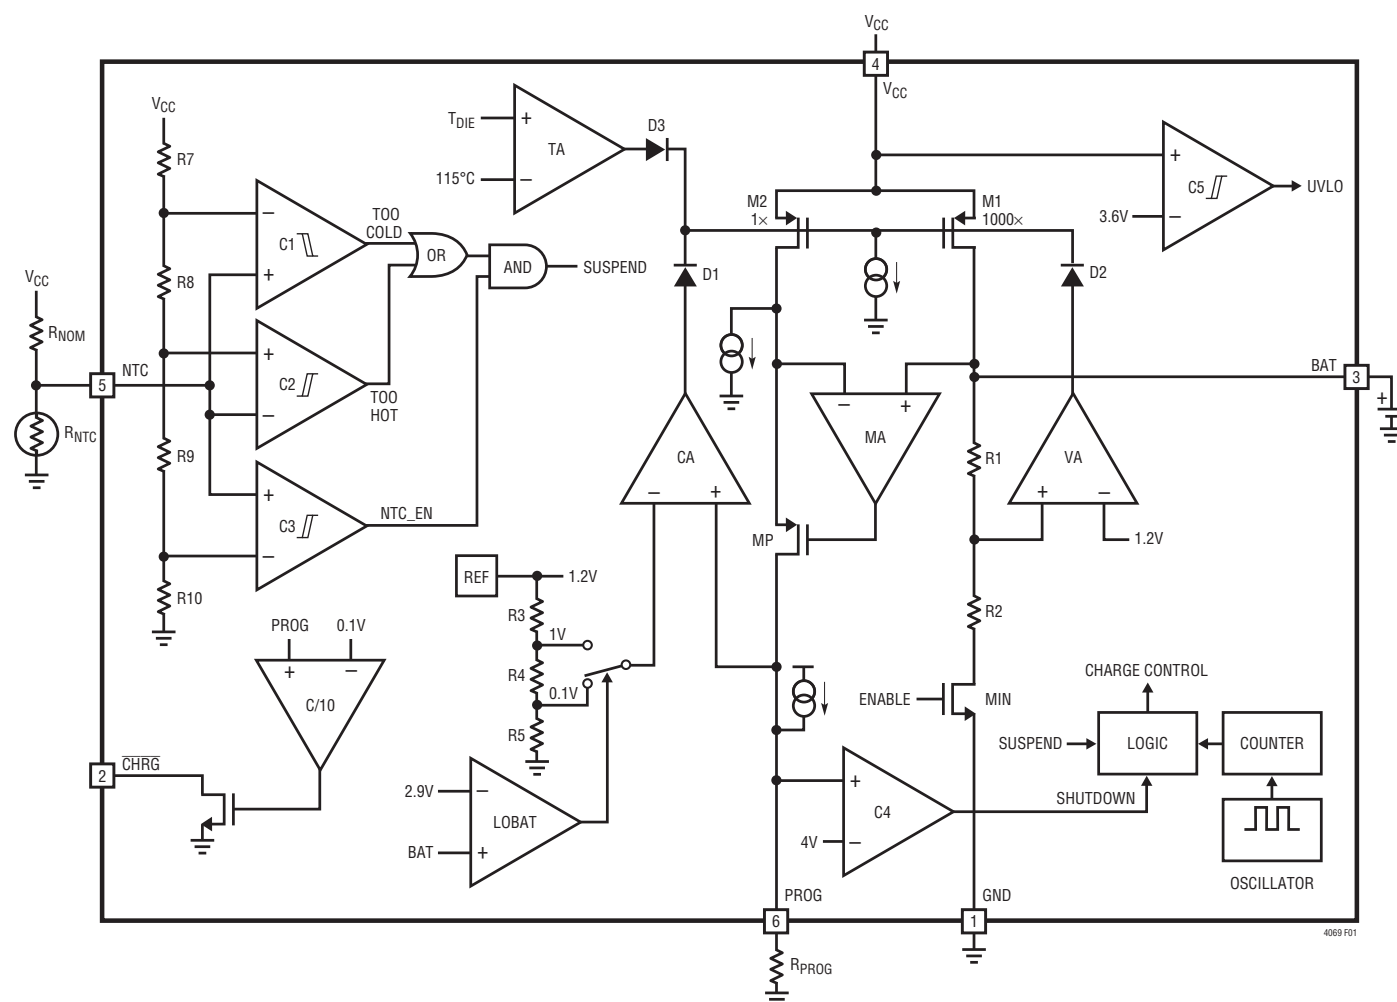 VCC
4
VCC
VCC
R7
R8
R9
R10
TDIE
115°C
+
−
TA
D3
M2
1×
M1
1000×
+
−
C5
3.6V
UVLO
−
+
C1
TOO
COLD
OR
AND
SUSPEND
D1
D2
VCC
RNOM
5
NTC
RNTC
+
−
C2
TOO
HOT
+
−
C3
NTC_EN
BAT
3
+
−
+
MA
CA
−
+
R1
VA
+
−
1.2V
MP
REF
1.2V
R3
1V
R4
0.1V
R5
R2
PROG
0.1V
+
−
C/10
2
CHRG
ENABLE
MIN
CHARGE CONTROL
SUSPEND
LOGIC
COUNTER
SHUTDOWN
OSCILLATOR
2.9V
−
LOBAT
BAT
+
+
C4
4V
−
PROG
6
GND
1
RPROG
4069 F01